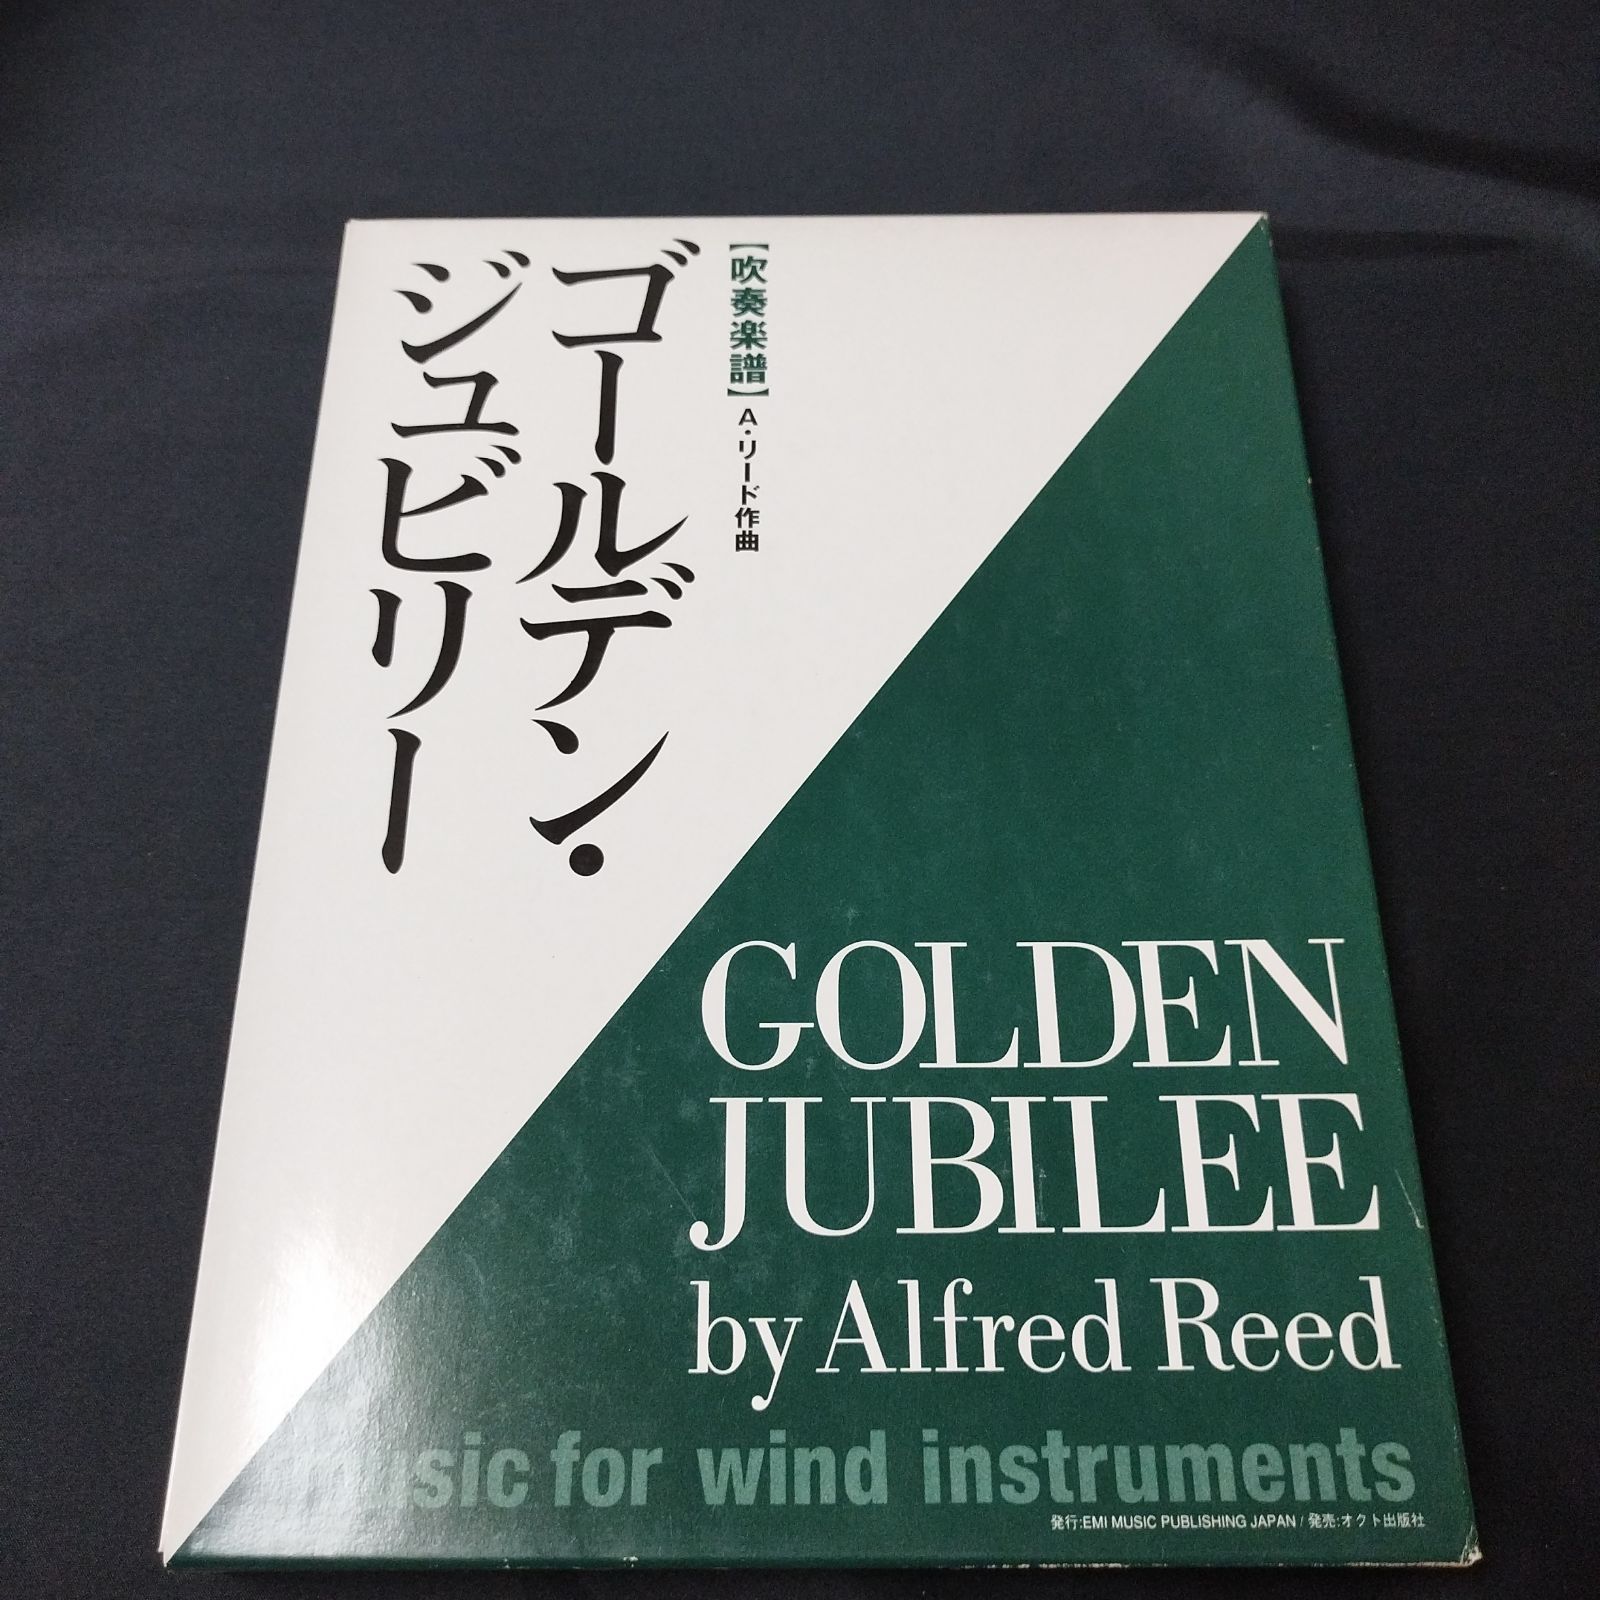 【吹奏楽譜】A・リード作曲
ゴールデン・
ジュビリー
GOLDEN
JUBILEE
by Alfred Reed
music for wind instruments
発行:EMI MUSIC PUBLISHING JAPAN / 発売:オクト出版社